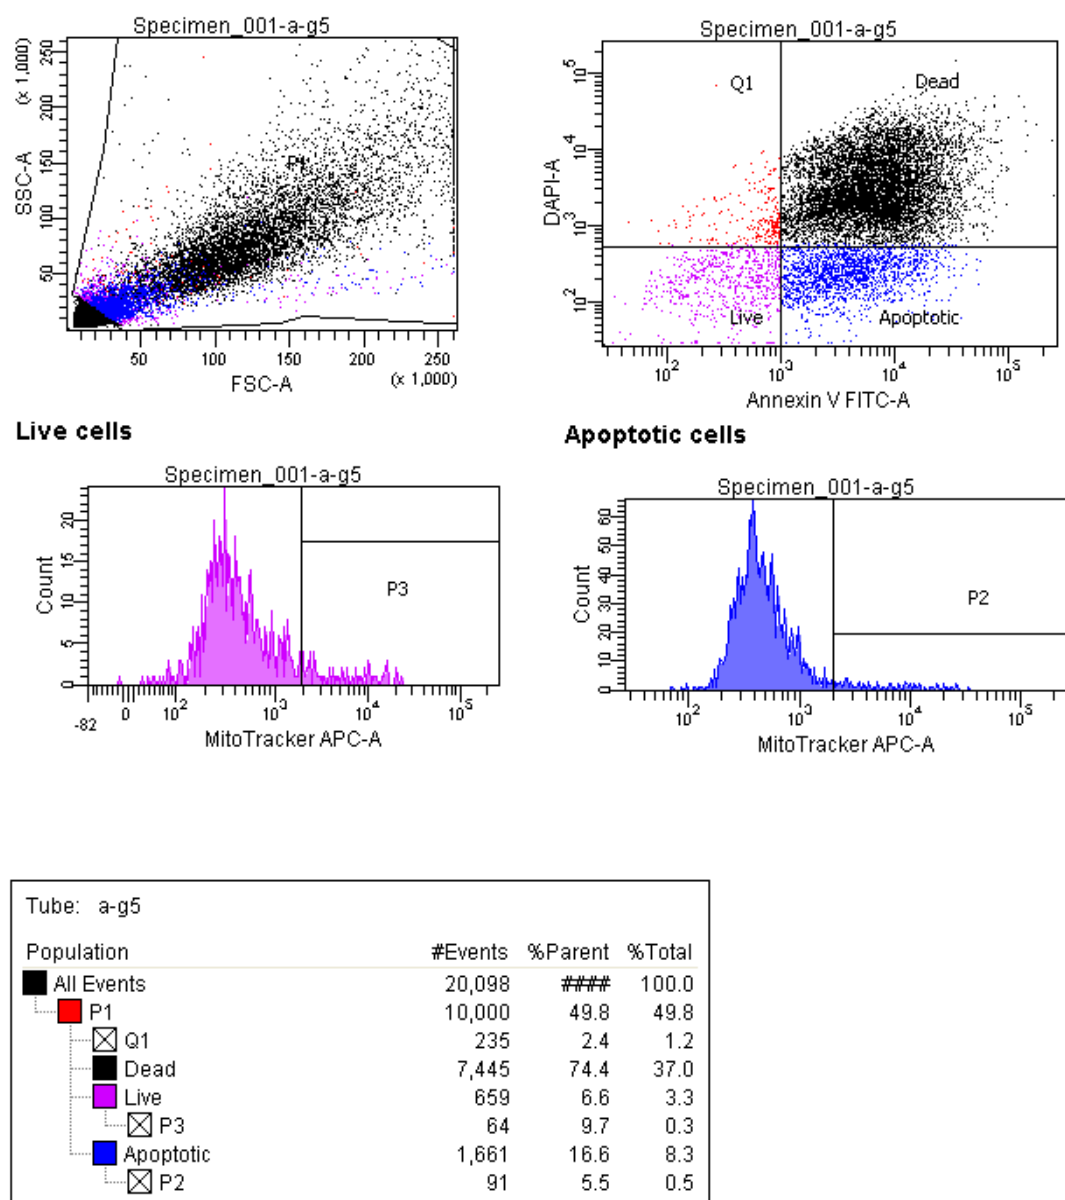 Specimen_001-a-g5
SSC-A
(x 1,000)
50
100
150
200
250
P1
50
100
150
200
250
FSC-A
(x 1,000)
Specimen_001-a-g5
DAPI-A
10^5
10^4
10^3
10^2
Q1
Dead
Live
Apoptotic
10^2
10^3
10^4
10^5
Annexin V FITC-A
Live cells
Specimen_001-a-g5
Count
20
15
10
5
0
P3
-82
0
10^2
10^3
10^4
10^5
MitoTracker APC-A
Apoptotic cells
Specimen_001-a-g5
Count
60
50
40
30
20
10
0
P2
10^2
10^3
10^4
10^5
MitoTracker APC-A
Tube: a-g5
Population #Events %Parent %Total
All Events 20,098 #### 100.0
P1 10,000 49.8 49.8
Q1 235 2.4 1.2
Dead 7,445 74.4 37.0
Live 659 6.6 3.3
P3 64 9.7 0.3
Apoptotic 1,661 16.6 8.3
P2 91 5.5 0.5